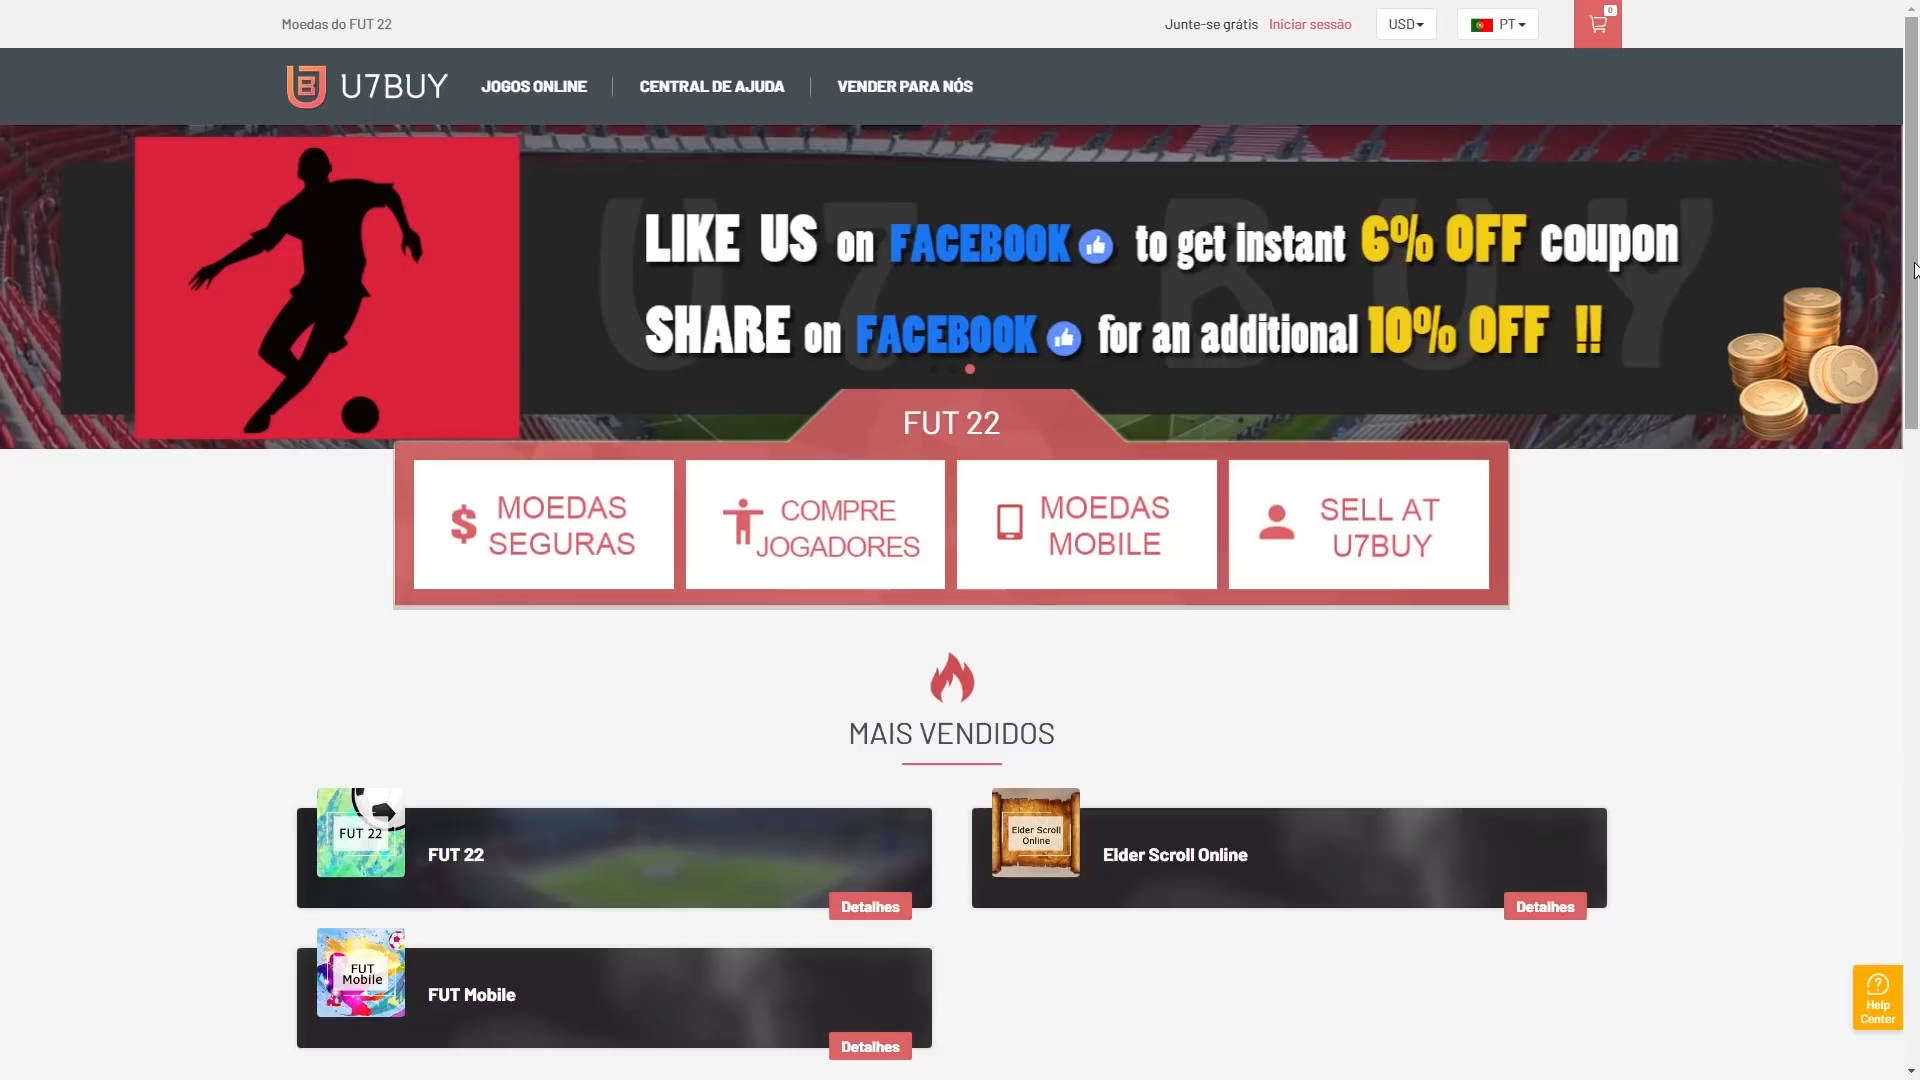 Moedas do FUT 22
Junte-se grátis Iniciar sessão USD PT 0
U7BUY JOGOS ONLINE CENTRAL DE AJUDA VENDER PARA NÓS
U7BUY
LIKE US on FACEBOOK to get instant 6% OFF coupon
SHARE on FACEBOOK for an additional 10% OFF !!
FUT 22
$ MOEDAS SEGURAS
COMPRE JOGADORES
MOEDAS MOBILE
SELL AT U7BUY
MAIS VENDIDOS
FUT 22
FUT 22
Detalhes
Elder Scroll
Online
Elder Scroll Online
Detalhes
FUT
Mobile
FUT Mobile
Detalhes
?
Help
Center